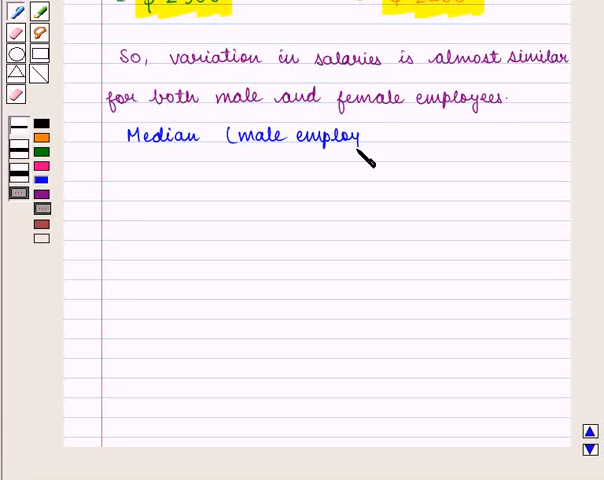 So, variation in salaries is almost similar
for both male and female employees.
Median (male employ